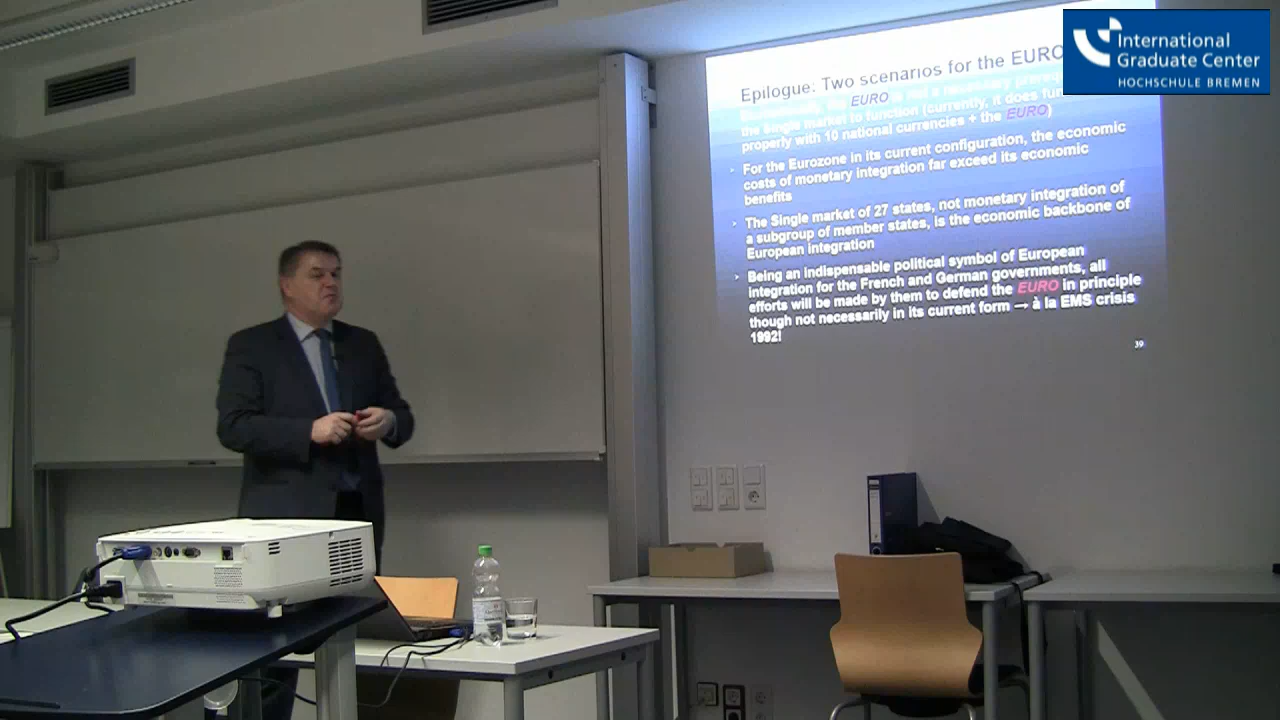 International
Graduate Center
HOCHSCHULE BREMEN
Epilogue: Two scenarios for the EURO
EURO is not a necessary
the Single market to function (currently, it does
properly with 10 national currencies + the EURO)
For the Eurozone in its current configuration, the economic
costs of monetary integration far exceed its economic
benefits
The Single market of 27 states, not monetary integration of
a subgroup of member states, is the economic backbone of
European integration
Being an indispensable political symbol of European
integration for the French and German governments, all
efforts will be made by them to defend the EURO in principle
though not necessarily in its current form → à la EMS crisis
1992!
39